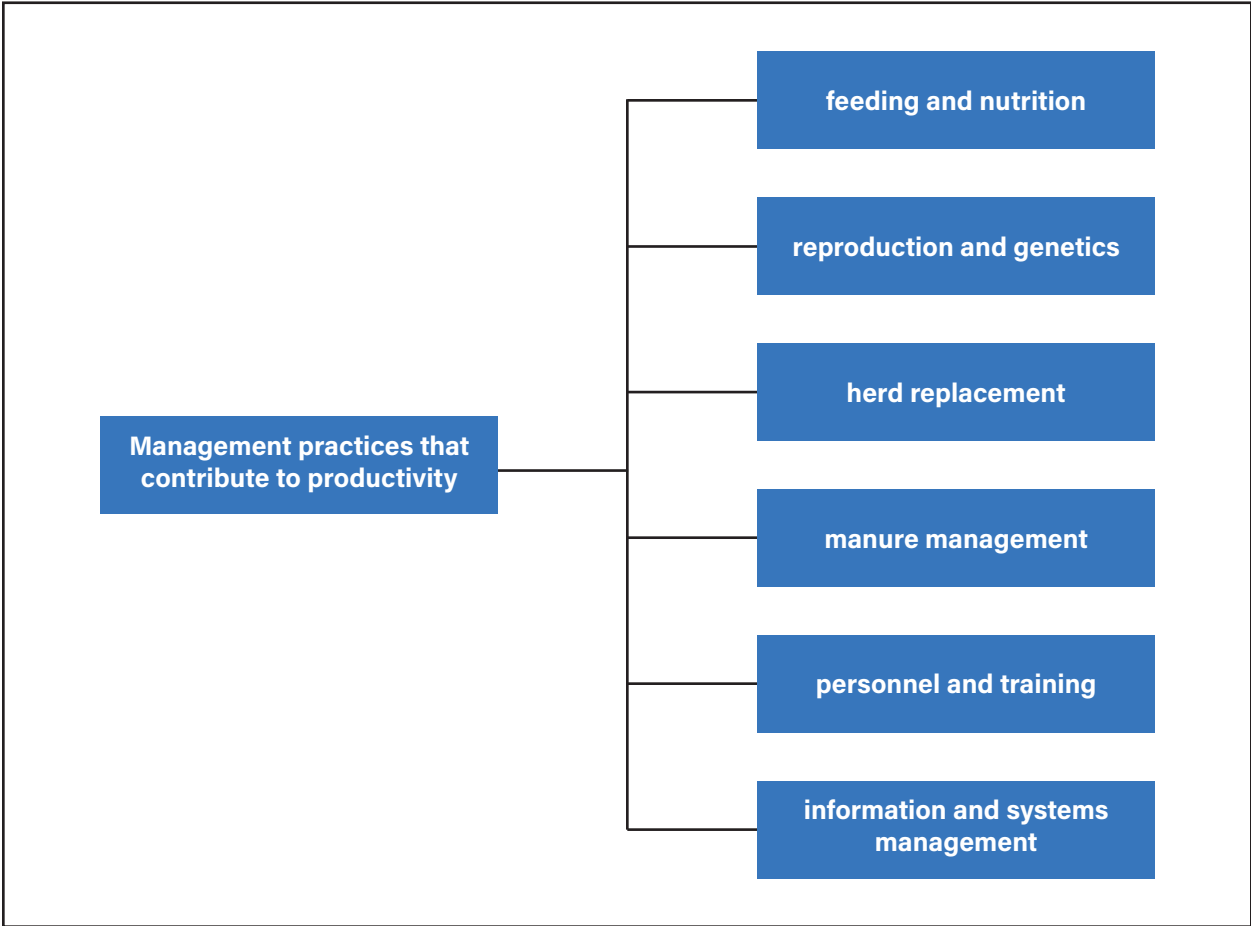 feeding and nutrition
reproduction and genetics
herd replacement
Management practices that
contribute to productivity
manure management
personnel and training
information and systems
management